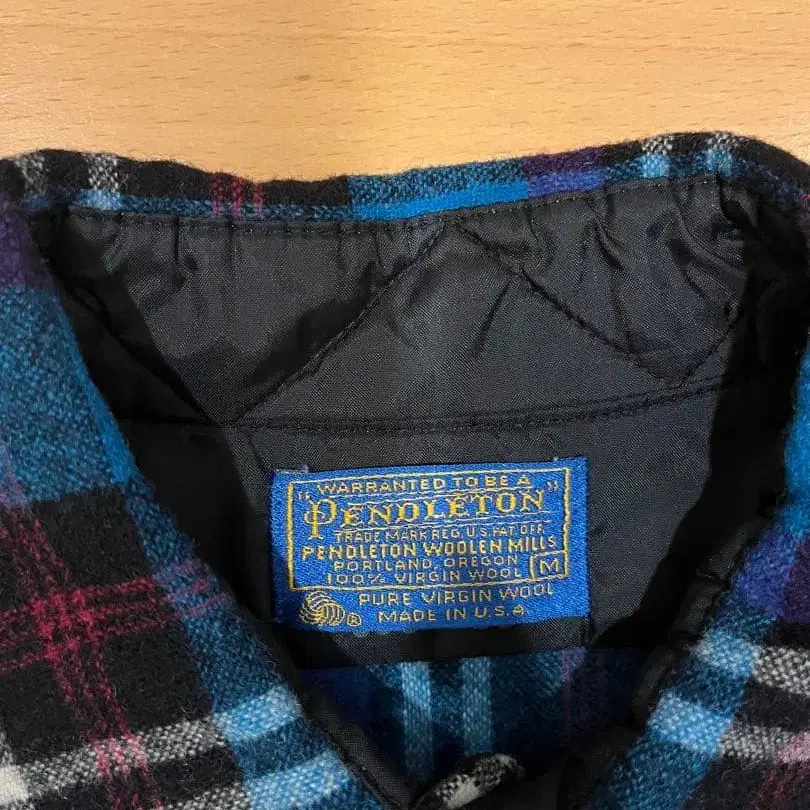 "WARRANTED TO BE A
PENDLETON"
TRADE MARK REG. U.S. PAT. OFF.
PENDLETON WOOLEN MILLS
PORTLAND, OREGON
100% VIRGIN WOOL M
PURE VIRGIN WOOL
® MADE IN U.S.A